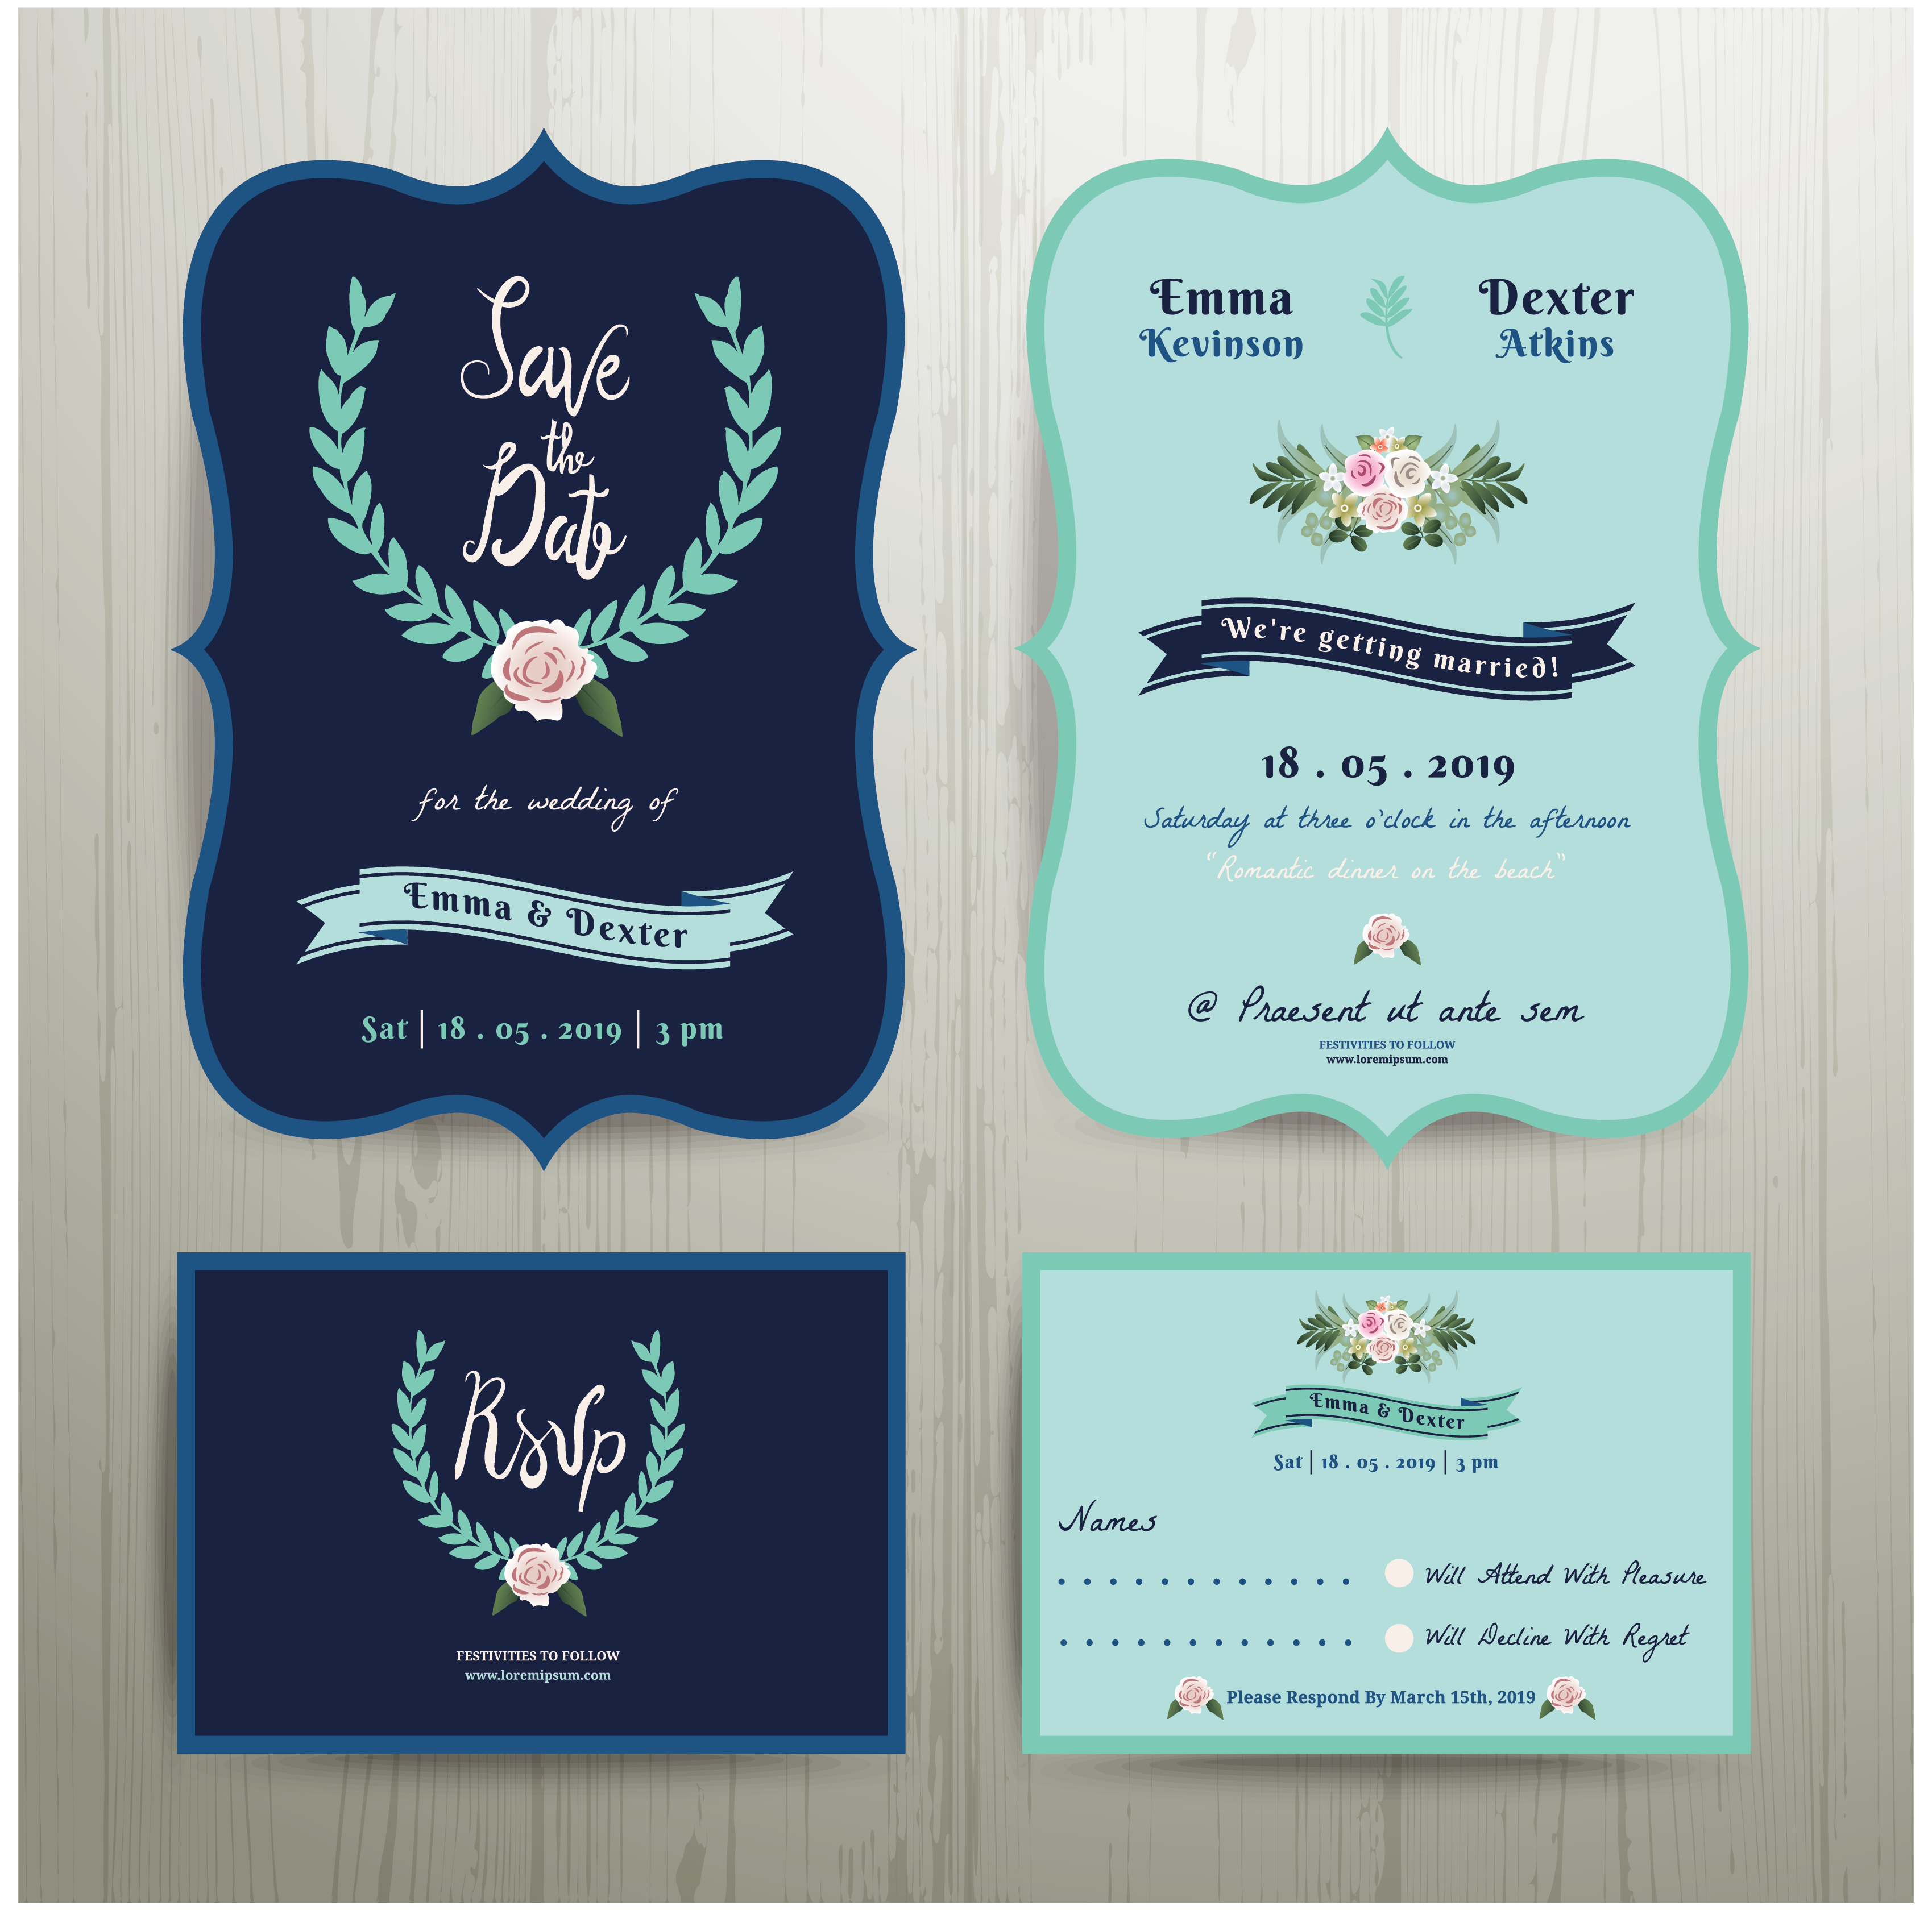 Save
the
Date
for the wedding of
Emma & Dexter
Sat | 18 . 05 . 2019 | 3 pm
Emma
Kevinson
Dexter
Atkins
We're getting married!
18 . 05 . 2019
Saturday at three o'clock in the afternoon
"Romantic dinner on the beach"
@ Praesent ut ante sem
FESTIVITIES TO FOLLOW
www.loremipsum.com
Rsvp
FESTIVITIES TO FOLLOW
www.loremipsum.com
Emma & Dexter
Sat | 18 . 05 . 2019 | 3 pm
Names
Will Attend With Pleasure
Will Decline With Regret
Please Respond By March 15th, 2019